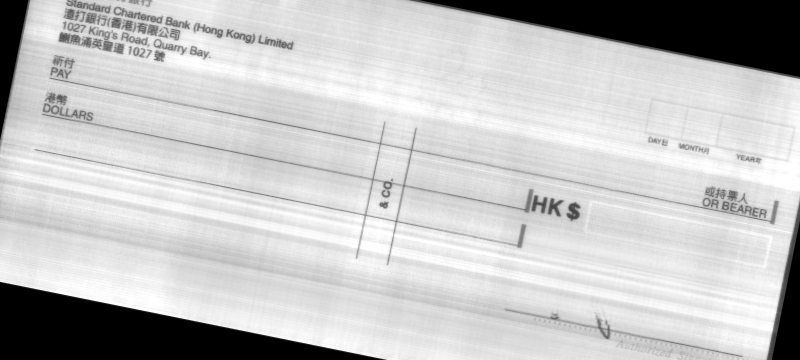 銀行
Standard Chartered Bank (Hong Kong) Limited
渣打銀行(香港)有限公司
1027 King's Road, Quarry Bay.
鰂魚涌英皇道 1027 號
祈付
PAY
港幣
DOLLARS
DAY日 MONTH月 YEAR年
或持票人
OR BEARER
& CO.
HK $